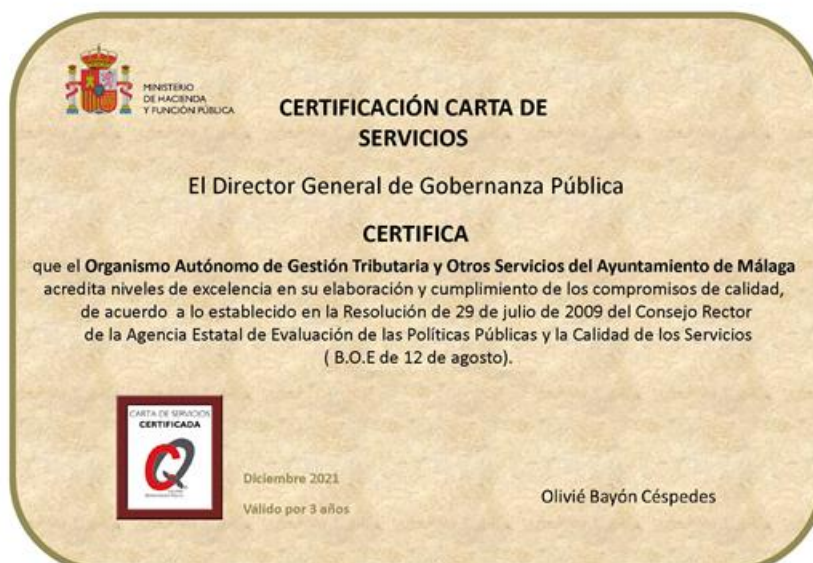 MINISTERIO
DE HACIENDA
Y FUNCIÓN PÚBLICA
CERTIFICACIÓN CARTA DE
SERVICIOS
El Director General de Gobernanza Pública
CERTIFICA
que el Organismo Autónomo de Gestión Tributaria y Otros Servicios del Ayuntamiento de Málaga
acredita niveles de excelencia en su elaboración y cumplimiento de los compromisos de calidad,
de acuerdo a lo establecido en la Resolución de 29 de julio de 2009 del Consejo Rector
de la Agencia Estatal de Evaluación de las Políticas Públicas y la Calidad de los Servicios
( B.O.E de 12 de agosto).
CARTA DE SERVICIOS
CERTIFICADA
Diciembre 2021
Válido por 3 años
Olivié Bayón Céspedes